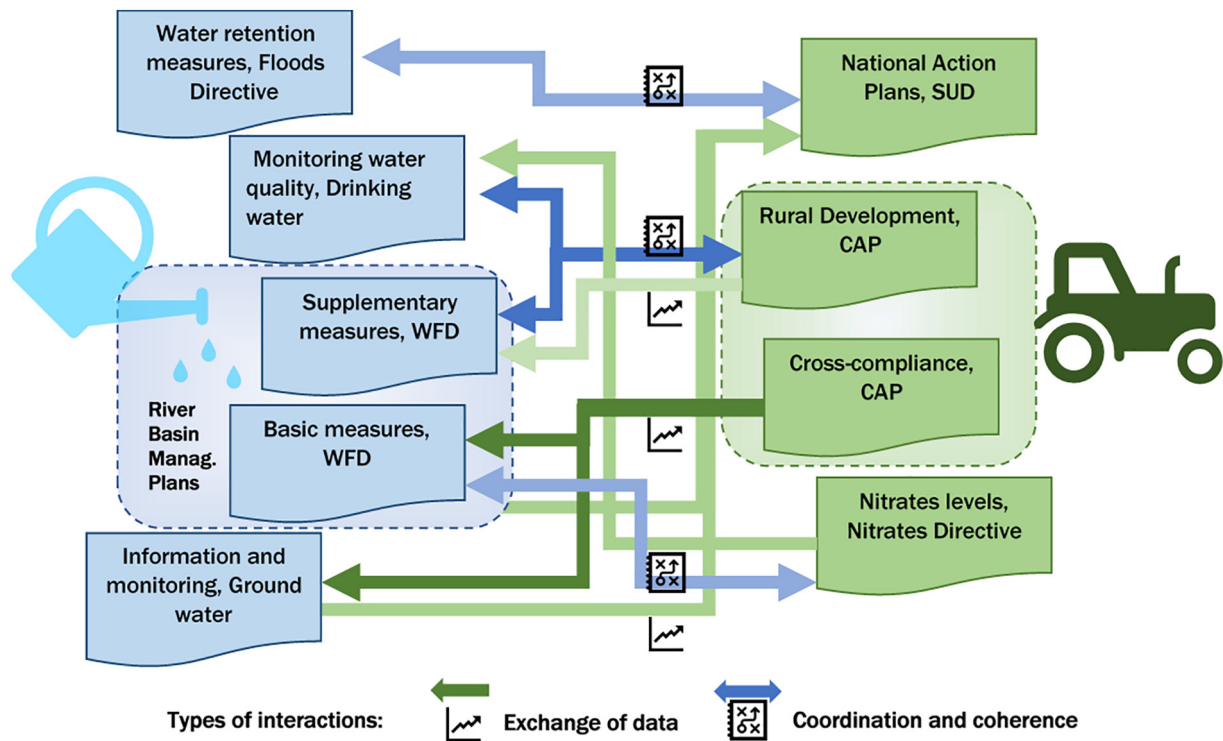 Water retention
measures, Floods
Directive
National Action
Plans, SUD
Monitoring water
quality, Drinking
water
Rural Development,
CAP
Supplementary
measures, WFD
Cross-compliance,
CAP
River
Basin
Manag.
Plans
Basic measures,
WFD
Nitrates levels,
Nitrates Directive
Information and
monitoring, Ground
water
Types of interactions:
Exchange of data
Coordination and coherence